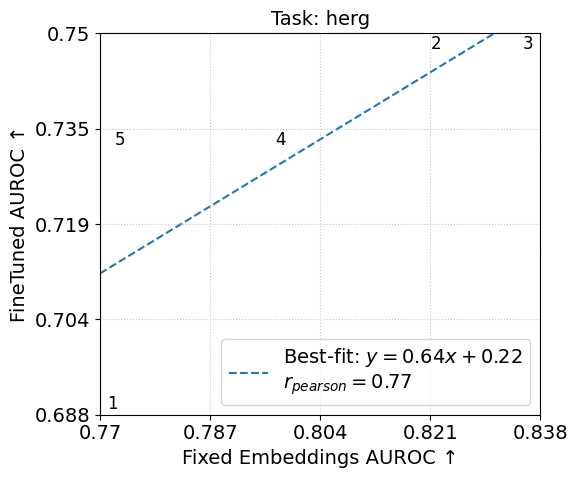 Task: herg
0.75
2
3
0.735
5
4
0.719
FineTuned AUROC ↑
0.704
Best-fit: y = 0.64x + 0.22
r_pearson = 0.77
1
0.688
0.77 0.787 0.804 0.821 0.838
Fixed Embeddings AUROC ↑